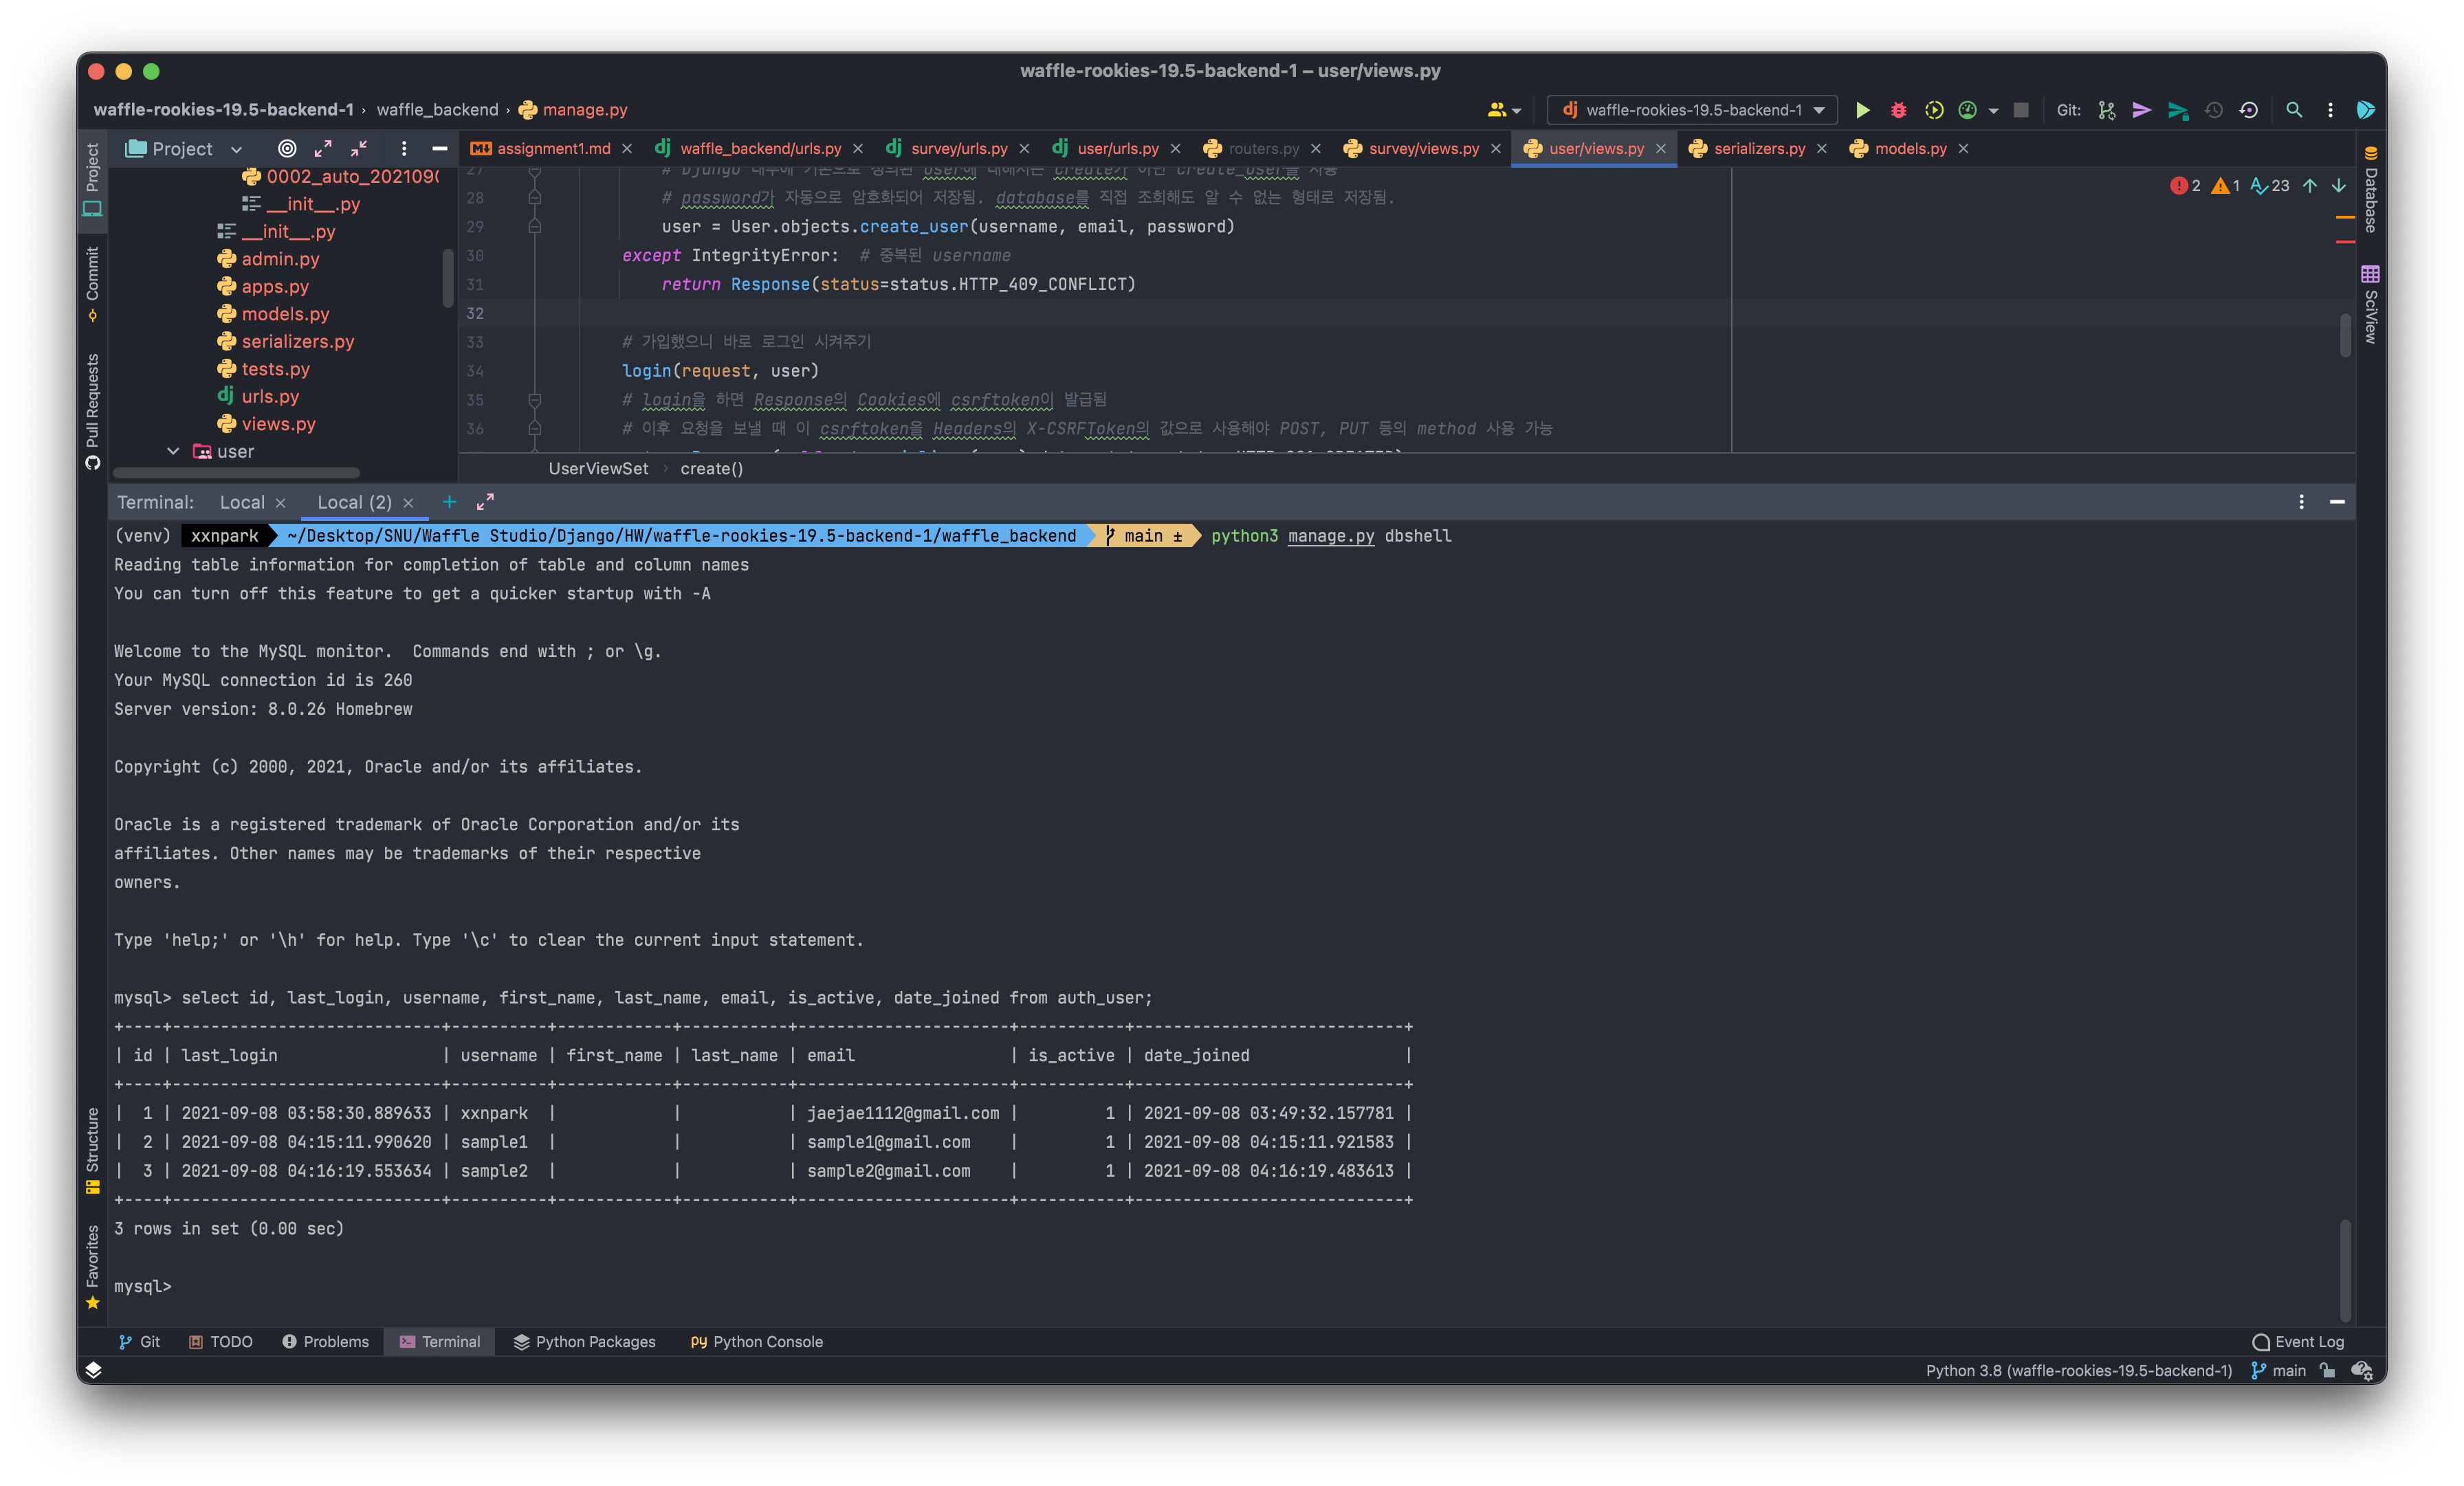 waffle-rookies-19.5-backend-1 – user/views.py
waffle-rookies-19.5-backend-1 › waffle_backend › manage.py
waffle-rookies-19.5-backend-1
Git:
Project
assignment1.md
waffle_backend/urls.py
survey/urls.py
user/urls.py
routers.py
survey/views.py
user/views.py
serializers.py
models.py
Project
Commit
Pull Requests
0002_auto_202109
__init__.py
__init__.py
admin.py
apps.py
models.py
serializers.py
tests.py
urls.py
views.py
user
27 # Django 내부에 기본으로 정의된 User에 대해서는 create가 아닌 create_user를 사용
28 # password가 자동으로 암호화되어 저장됨. database를 직접 조회해도 알 수 없는 형태로 저장됨.
29 user = User.objects.create_user(username, email, password)
30 except IntegrityError:  # 중복된 username
31 return Response(status=status.HTTP_409_CONFLICT)
32
33 # 가입했으니 바로 로그인 시켜주기
34 login(request, user)
35 # login을 하면 Response의 Cookies에 csrftoken이 발급됨
36 # 이후 요청을 보낼 때 이 csrftoken을 Headers의 X-CSRFToken의 값으로 사용해야 POST, PUT 등의 method 사용 가능
2 1 23
Database
SciView
UserViewSet › create()
Terminal: Local Local (2)
(venv) xxnpark ~/Desktop/SNU/Waffle Studio/Django/HW/waffle-rookies-19.5-backend-1/waffle_backend main ± python3 manage.py dbshell
Reading table information for completion of table and column names
You can turn off this feature to get a quicker startup with -A
Welcome to the MySQL monitor.  Commands end with ; or \g.
Your MySQL connection id is 260
Server version: 8.0.26 Homebrew
Copyright (c) 2000, 2021, Oracle and/or its affiliates.
Oracle is a registered trademark of Oracle Corporation and/or its
affiliates. Other names may be trademarks of their respective
owners.
Type 'help;' or '\h' for help. Type '\c' to clear the current input statement.
mysql> select id, last_login, username, first_name, last_name, email, is_active, date_joined from auth_user;
+----+----------------------------+----------+------------+-----------+----------------------+-----------+----------------------------+
| id | last_login                 | username | first_name | last_name | email                | is_active | date_joined                |
+----+----------------------------+----------+------------+-----------+----------------------+-----------+----------------------------+
|  1 | 2021-09-08 03:58:30.889633 | xxnpark  |            |           | jaejae1112@gmail.com |         1 | 2021-09-08 03:49:32.157781 |
|  2 | 2021-09-08 04:15:11.990620 | sample1  |            |           | sample1@gmail.com    |         1 | 2021-09-08 04:15:11.921583 |
|  3 | 2021-09-08 04:16:19.553634 | sample2  |            |           | sample2@gmail.com    |         1 | 2021-09-08 04:16:19.483613 |
+----+----------------------------+----------+------------+-----------+----------------------+-----------+----------------------------+
3 rows in set (0.00 sec)
mysql>
Structure
Favorites
Git TODO Problems Terminal Python Packages Python Console Event Log
Python 3.8 (waffle-rookies-19.5-backend-1) main